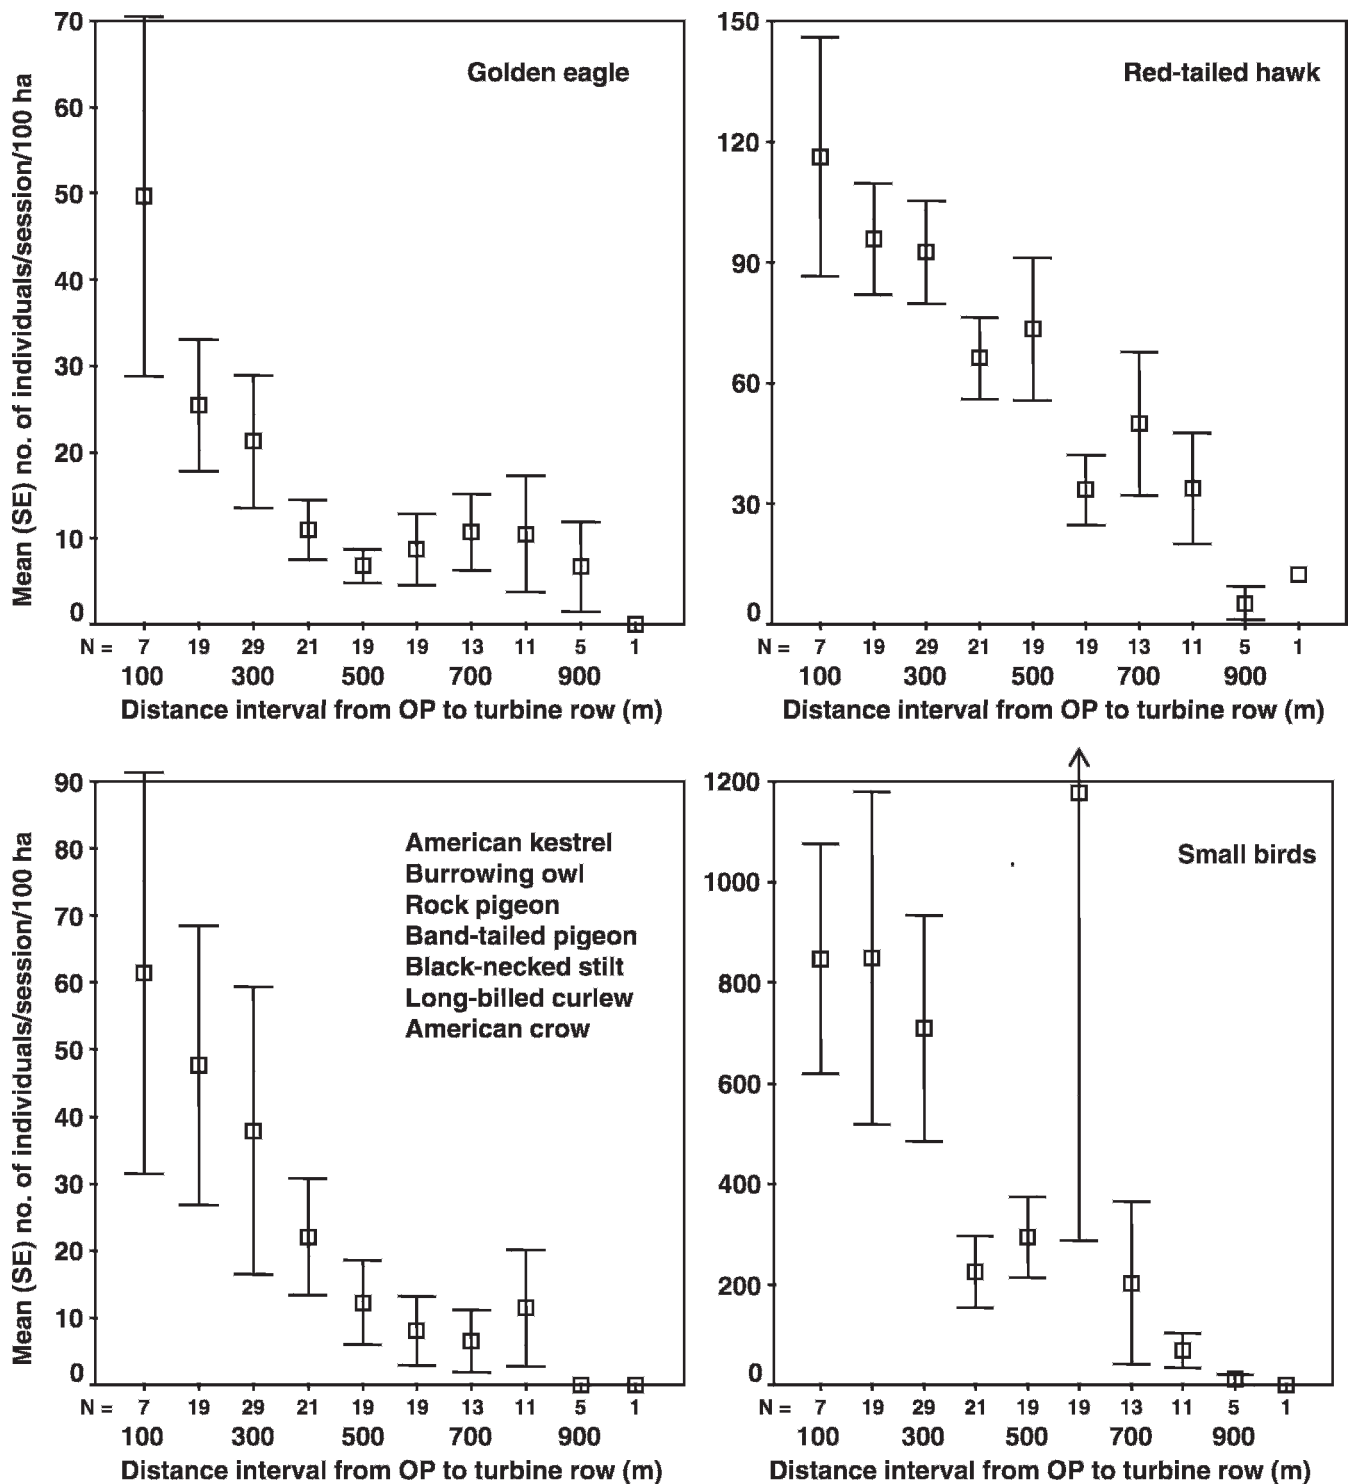 Golden eagle
Mean (SE) no. of individuals/session/100 ha
70
60
50
40
30
20
10
0
N = 7 19 29 21 19 19 13 11 5 1
100 300 500 700 900
Distance interval from OP to turbine row (m)
Red-tailed hawk
150
120
90
60
30
0
N = 7 19 29 21 19 19 13 11 5 1
100 300 500 700 900
Distance interval from OP to turbine row (m)
Mean (SE) no. of individuals/session/100 ha
90
80
70
60
50
40
30
20
10
0
American kestrel
Burrowing owl
Rock pigeon
Band-tailed pigeon
Black-necked stilt
Long-billed curlew
American crow
N = 7 19 29 21 19 19 13 11 5 1
100 300 500 700 900
Distance interval from OP to turbine row (m)
Small birds
1200
1000
800
600
400
200
0
N = 7 19 29 21 19 19 13 11 5 1
100 300 500 700 900
Distance interval from OP to turbine row (m)